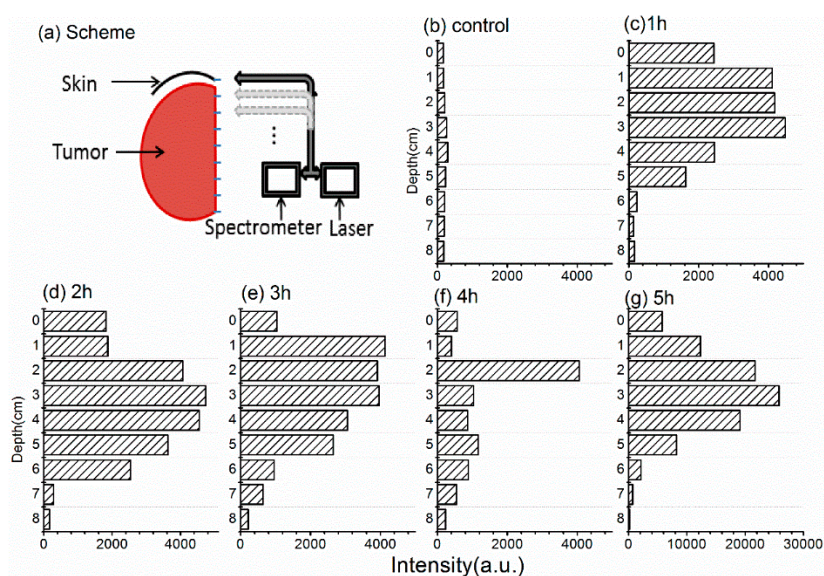 (a) Scheme
Skin
Tumor
Spectrometer Laser
(b) control
0
1
2
3
4
5
6
7
8
0 2000 4000
(c)1h
0
1
2
3
4
5
6
7
8
0 2000 4000
(d) 2h
Depth(cm)
0
1
2
3
4
5
6
7
8
0 2000 4000
(e) 3h
0
1
2
3
4
5
6
7
8
0 2000 4000
(f) 4h
Depth(cm)
0
1
2
3
4
5
6
7
8
0 2000 4000
(g) 5h
0
1
2
3
4
5
6
7
8
0 10000 20000 30000
Intensity(a.u.)